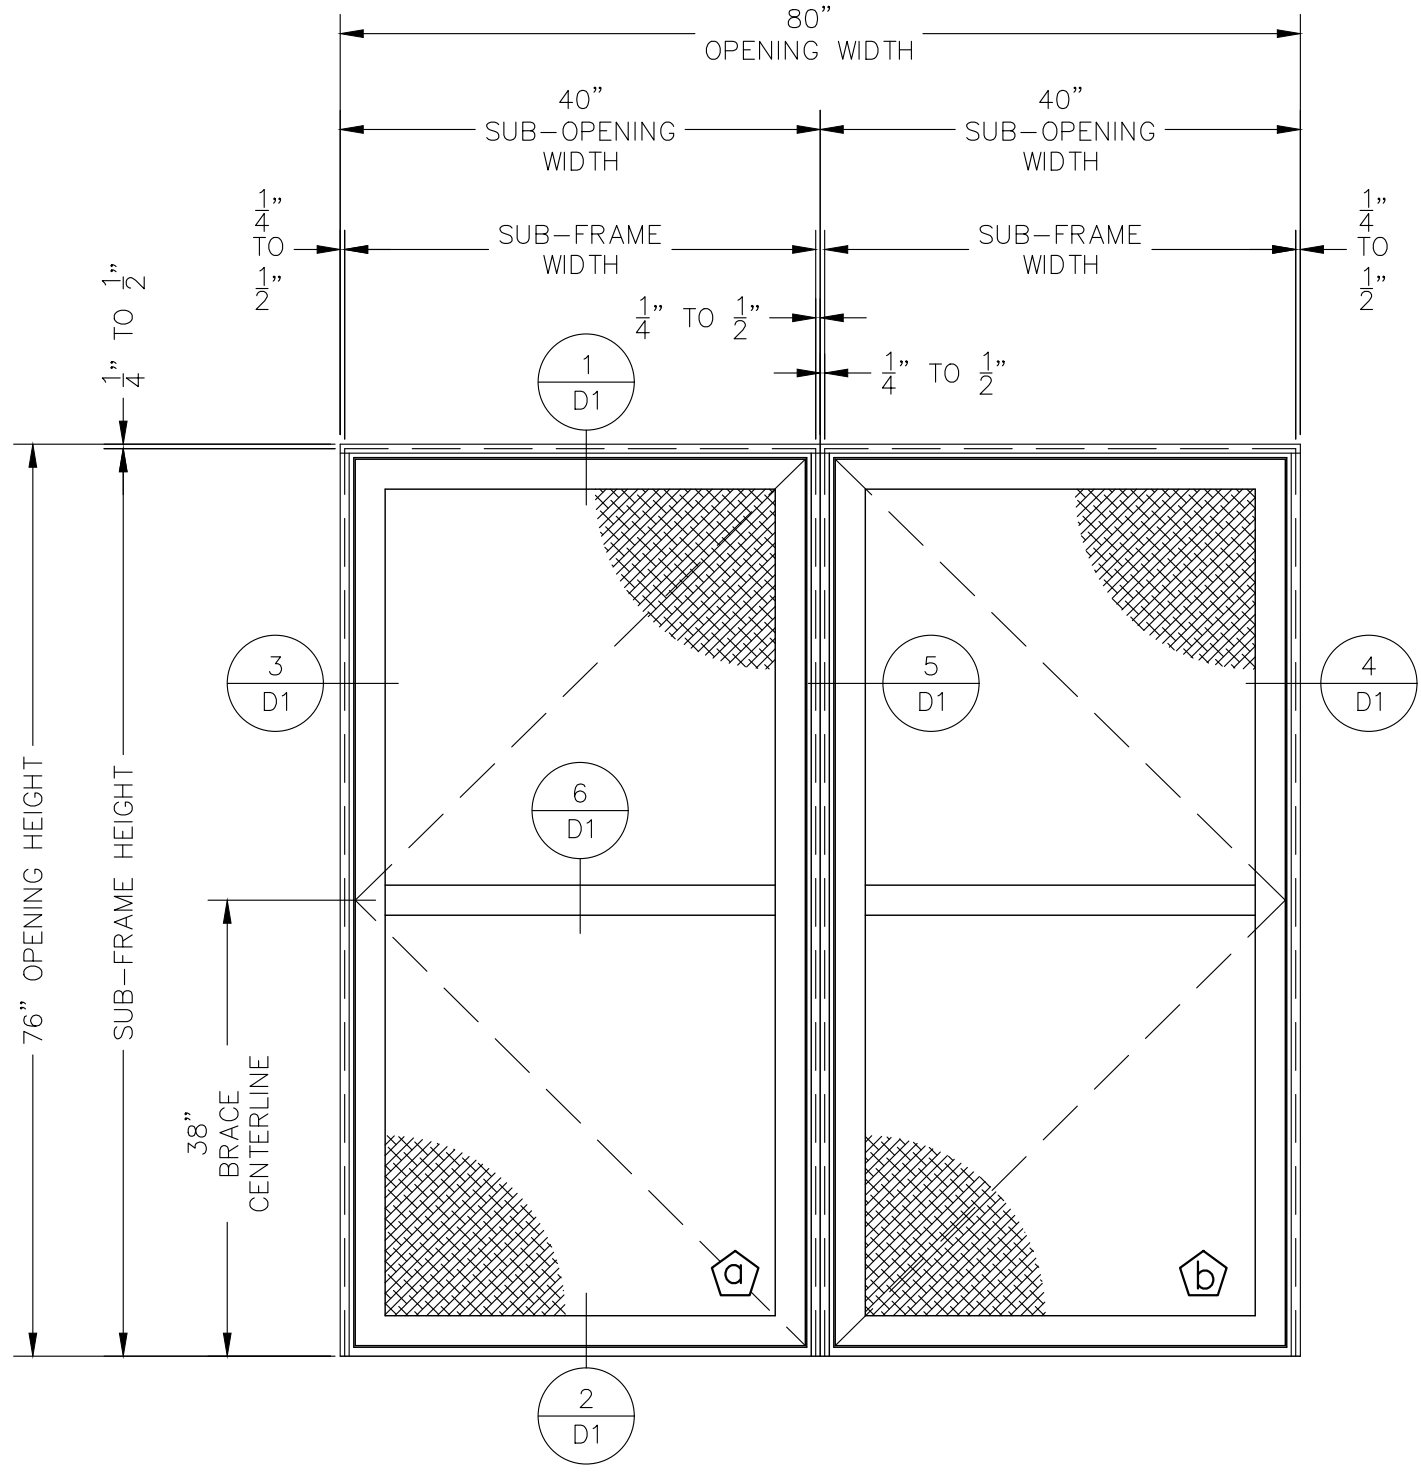 80”
OPENING WIDTH
40”
SUB-OPENING
WIDTH
40”
SUB-OPENING
WIDTH
1/4”
TO
1/2”
SUB-FRAME
WIDTH
SUB-FRAME
WIDTH
1/4”
TO
1/2”
1/4” TO 1/2”
1/4” TO 1/2”
1/4” TO 1/2”
1
D1
3
D1
5
D1
4
D1
6
D1
76” OPENING HEIGHT
SUB-FRAME HEIGHT
38”
BRACE
CENTERLINE
a
b
2
D1